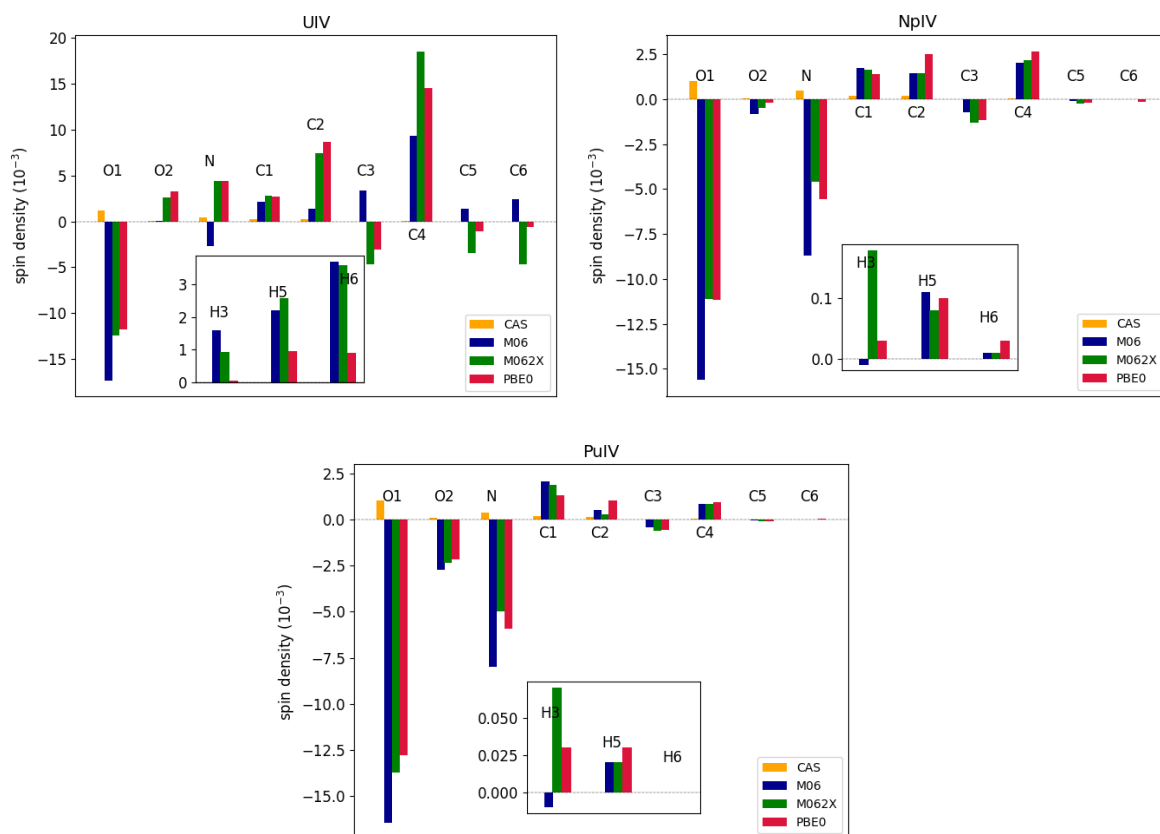 UIV
20
15
10
5
0
−5
−10
−15
spin density (10⁻³)
O1
O2
N
C1
C2
C3
C4
C5
C6
3
2
1
0
H3
H5
H6
CAS
M06
M062X
PBE0
NpIV
2.5
0.0
−2.5
−5.0
−7.5
−10.0
−12.5
−15.0
spin density (10⁻³)
O1
O2
N
C1
C2
C3
C4
C5
C6
0.1
0.0
H3
H5
H6
CAS
M06
M062X
PBE0
PuIV
2.5
0.0
−2.5
−5.0
−7.5
−10.0
−12.5
−15.0
spin density (10⁻³)
O1
O2
N
C1
C2
C3
C4
C5
C6
0.050
0.025
0.000
H3
H5
H6
CAS
M06
M062X
PBE0